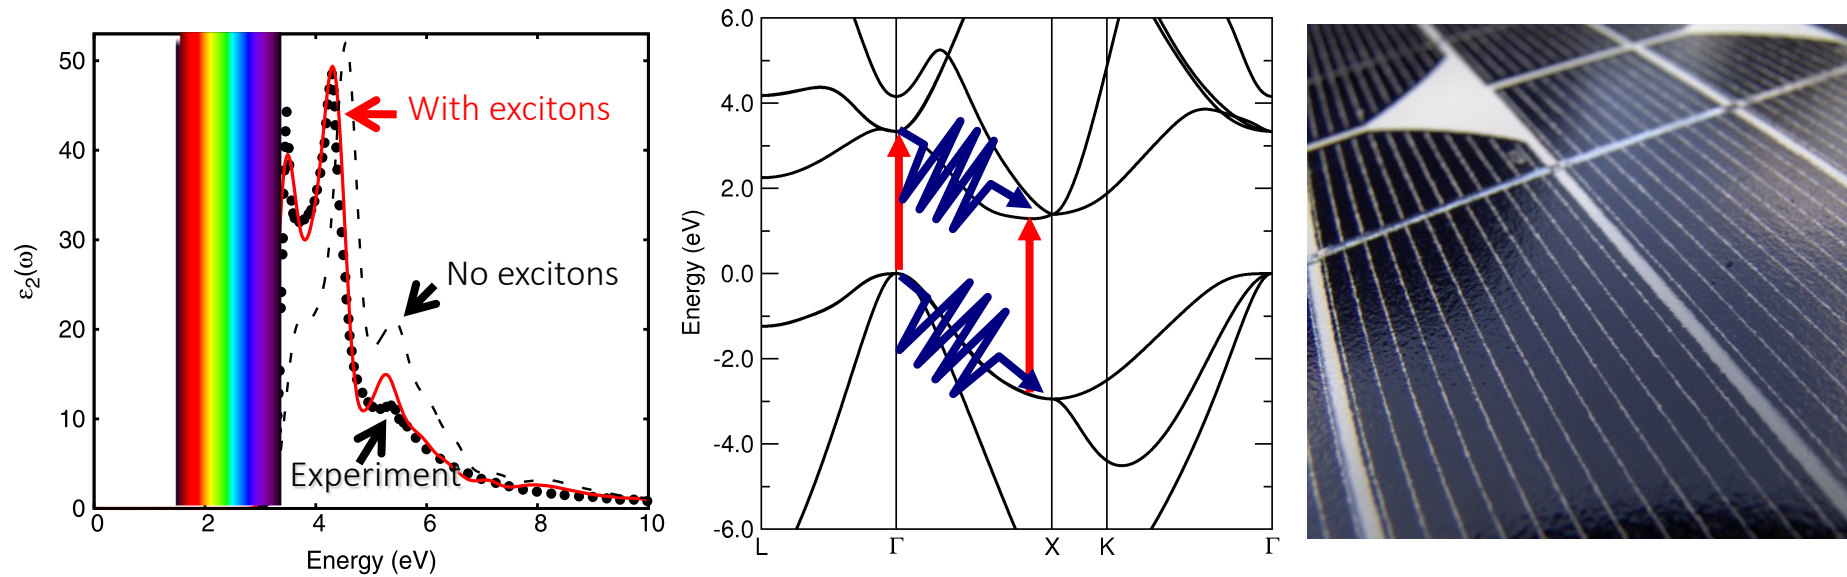 50
40
30
20
10
0
ε₂(ω)
With excitons
No excitons
Experiment
0 2 4 6 8 10
Energy (eV)
6.0
4.0
2.0
0.0
-2.0
-4.0
-6.0
Energy (eV)
L Γ X K Γ